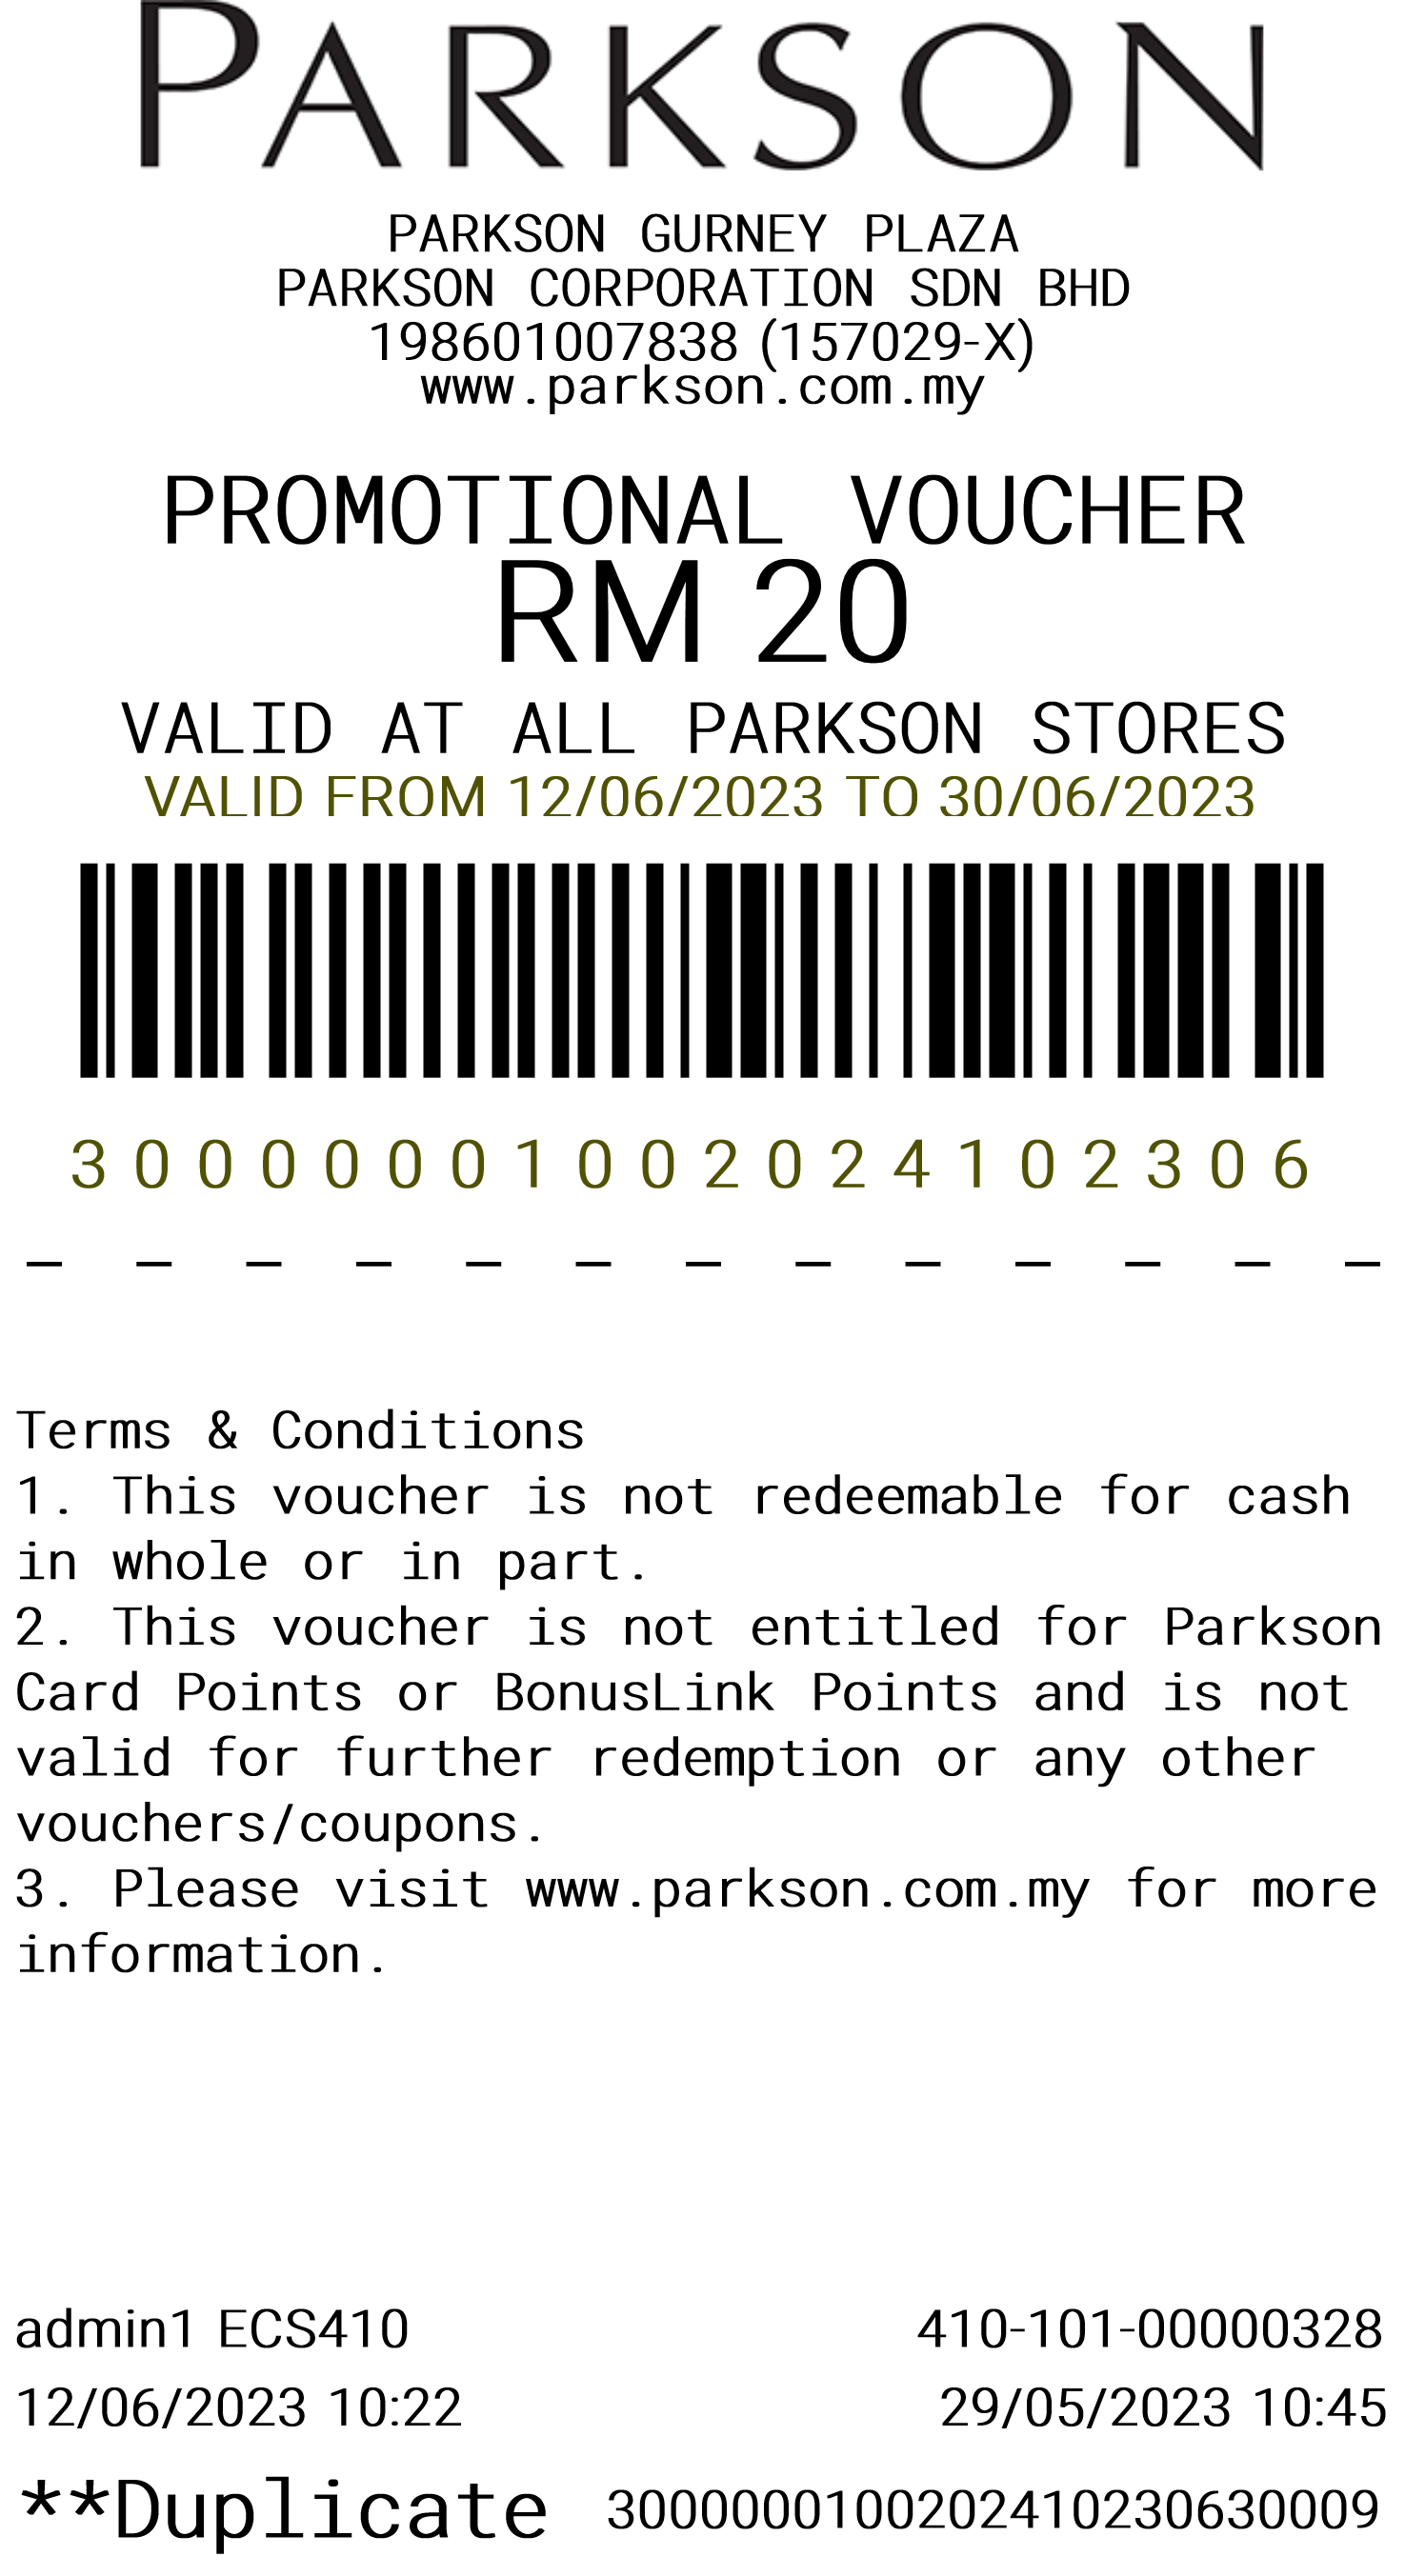 PARKSON
PARKSON GURNEY PLAZA
PARKSON CORPORATION SDN BHD
198601007838 (157029-X)
www.parkson.com.my
PROMOTIONAL VOUCHER
RM 20
VALID AT ALL PARKSON STORES
VALID FROM 12/06/2023 TO 30/06/2023
3 0 0 0 0 0 0 1 0 0 2 0 2 4 1 0 2 3 0 6
Terms & Conditions
1. This voucher is not redeemable for cash
in whole or in part.
2. This voucher is not entitled for Parkson
Card Points or BonusLink Points and is not
valid for further redemption or any other
vouchers/coupons.
3. Please visit www.parkson.com.my for more
information.
admin1 ECS410 410-101-00000328
12/06/2023 10:22 29/05/2023 10:45
**Duplicate 3000000100202410230630009